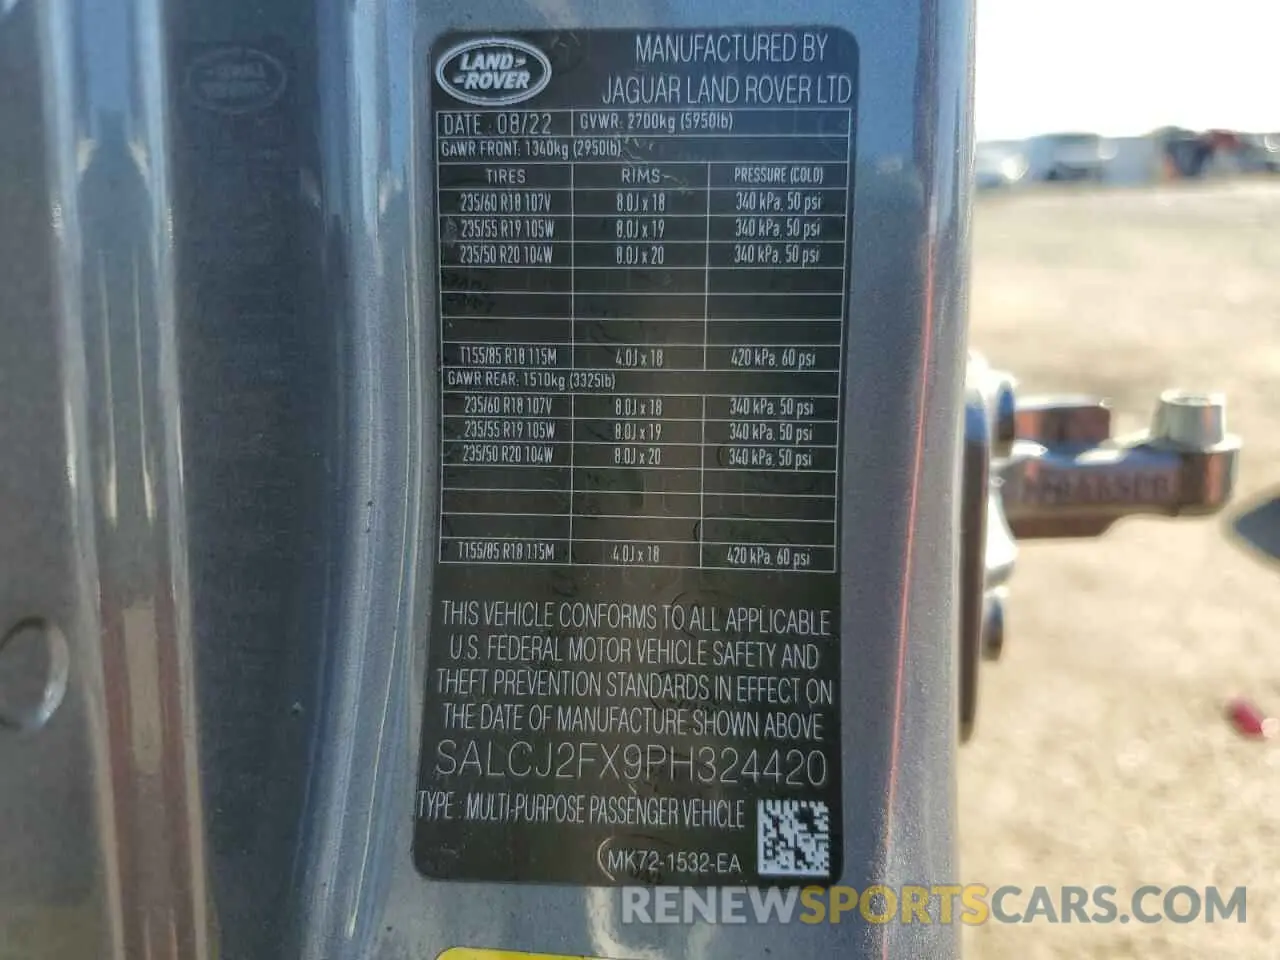 LAND ROVER
MANUFACTURED BY
JAGUAR LAND ROVER LTD
DATE : 08/22 GVWR: 2700kg (5950lb)
GAWR FRONT: 1340kg (2950lb)
TIRES RIMS PRESSURE (COLD)
235/60 R18 107V 8.0J x 18 340 kPa, 50 psi
235/55 R19 105W 8.0J x 19 340 kPa, 50 psi
235/50 R20 104W 8.0J x 20 340 kPa, 50 psi
T155/85 R18 115M 4.0J x 18 420 kPa, 60 psi
GAWR REAR: 1510kg (3325lb)
235/60 R18 107V 8.0J x 18 340 kPa, 50 psi
235/55 R19 105W 8.0J x 19 340 kPa, 50 psi
235/50 R20 104W 8.0J x 20 340 kPa, 50 psi
T155/85 R18 115M 4.0J x 18 420 kPa, 60 psi
THIS VEHICLE CONFORMS TO ALL APPLICABLE
U.S. FEDERAL MOTOR VEHICLE SAFETY AND
THEFT PREVENTION STANDARDS IN EFFECT ON
THE DATE OF MANUFACTURE SHOWN ABOVE
SALCJ2FX9PH324420
TYPE : MULTI-PURPOSE PASSENGER VEHICLE
MK72-1532-EA
RENEWSPORTSCARS.COM